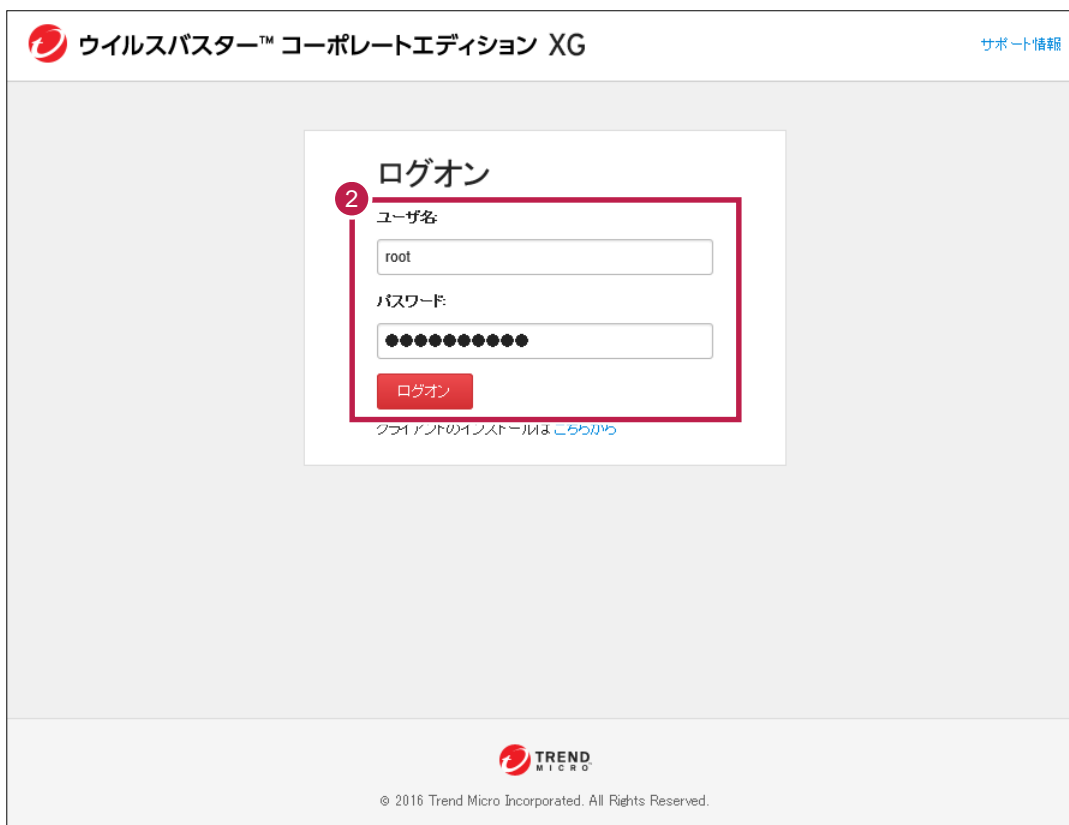 ウイルスバスター™ コーポレートエディション XG
サポート情報
ログオン
2
ユーザ名:
root
パスワード:
●●●●●●●●●●
ログオン
クライアントのインストールは こちらから
TREND MICRO
© 2016 Trend Micro Incorporated. All Rights Reserved.